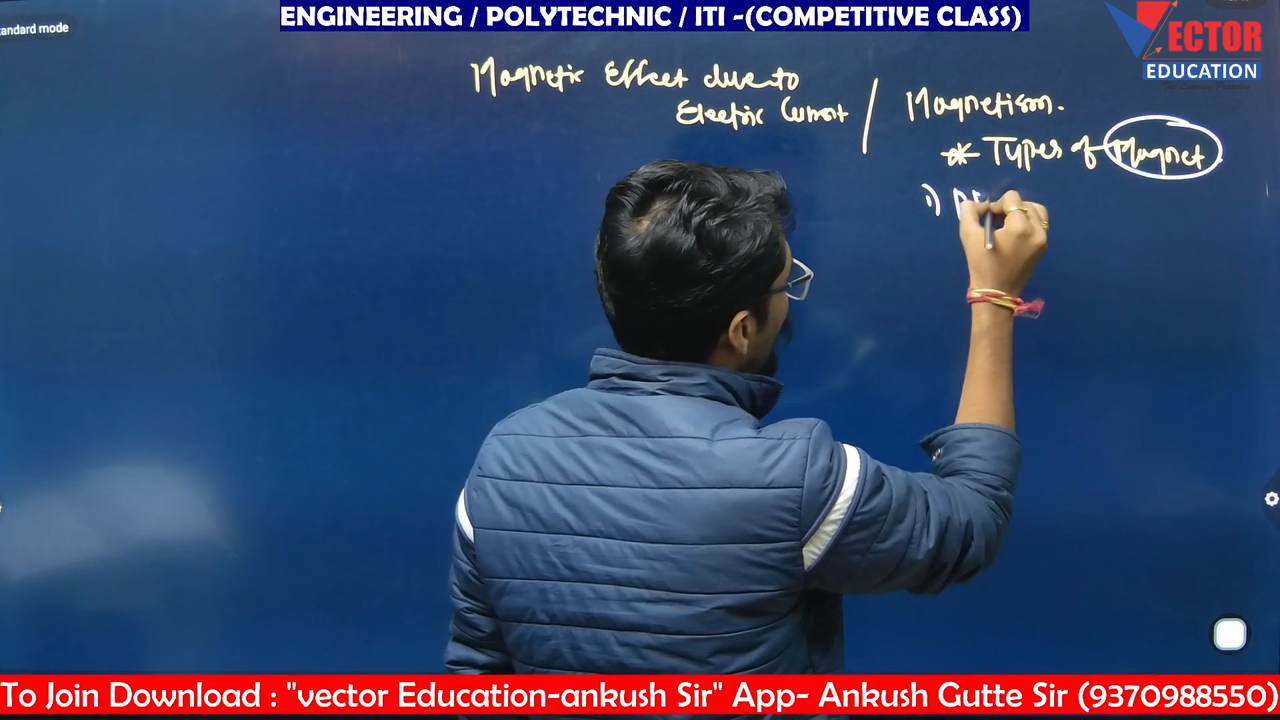 ENGINEERING / POLYTECHNIC / ITI -(COMPETITIVE CLASS)
tandard mode
VECTOR
EDUCATION
Magnetic Effect due to
Electric Current
Magnetism.
* Types of Magnet
1)
To Join Download : "vector Education-ankush Sir" App- Ankush Gutte Sir (9370988550)